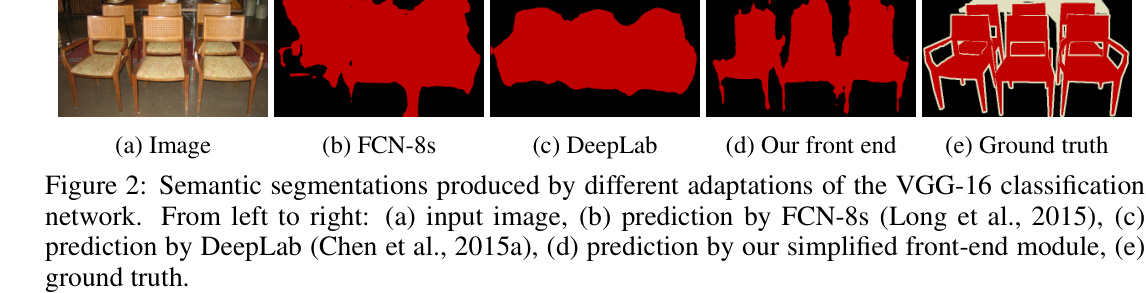 (a) Image (b) FCN-8s (c) DeepLab (d) Our front end (e) Ground truth
Figure 2: Semantic segmentations produced by different adaptations of the VGG-16 classification
network. From left to right: (a) input image, (b) prediction by FCN-8s (Long et al., 2015), (c)
prediction by DeepLab (Chen et al., 2015a), (d) prediction by our simplified front-end module, (e)
ground truth.